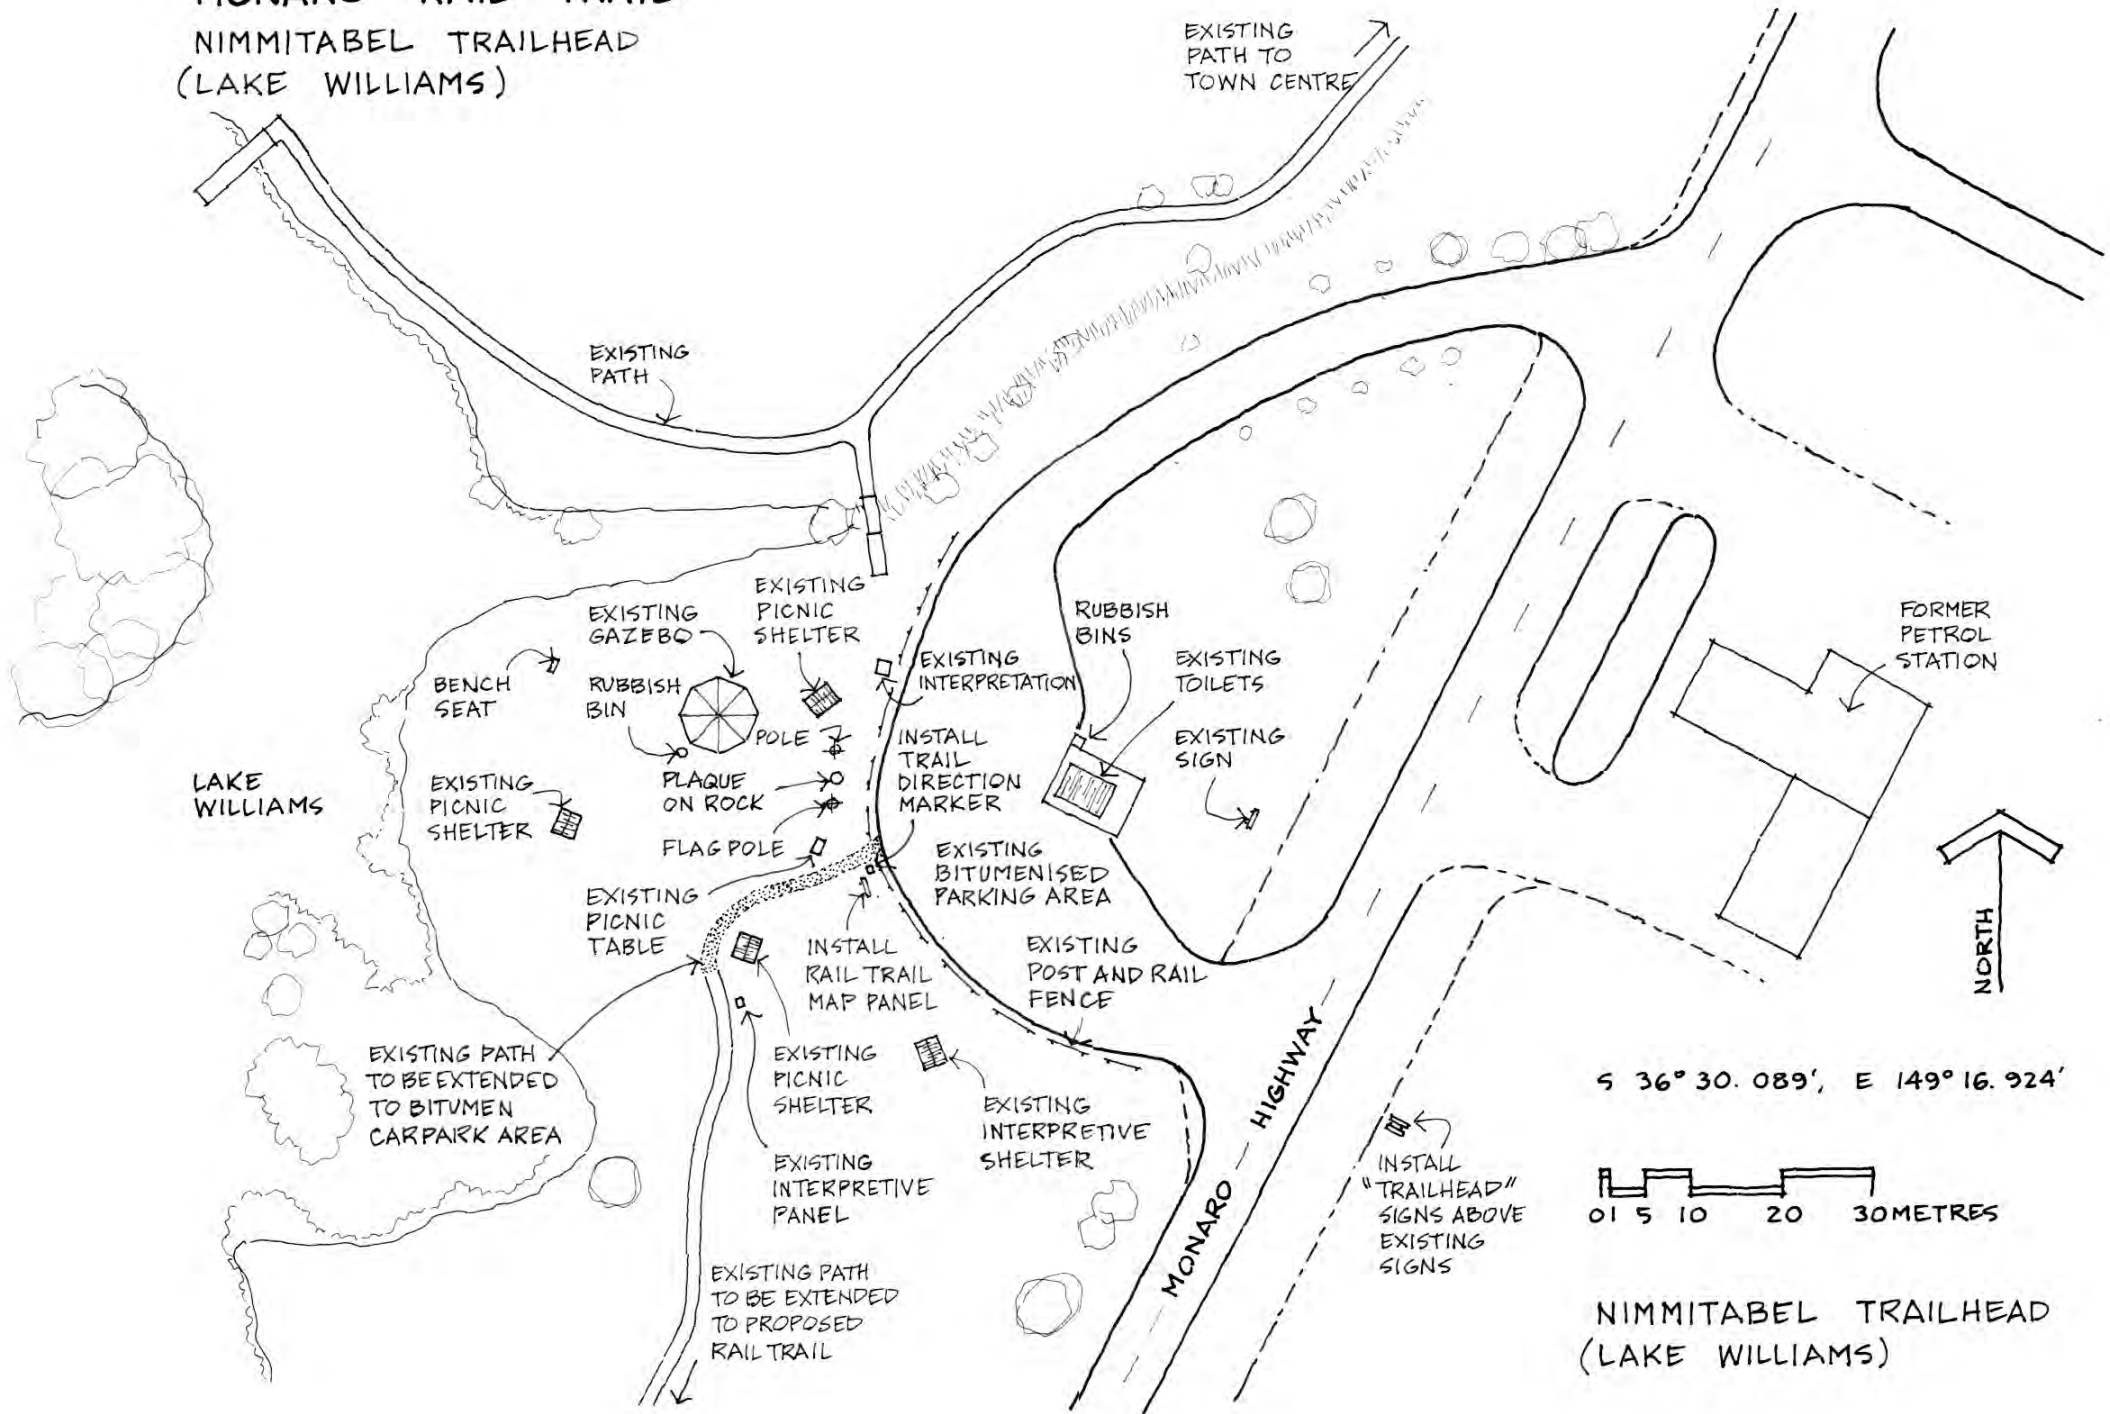 MONARO RAIL TRAIL
NIMMITABEL TRAILHEAD
(LAKE WILLIAMS)
EXISTING
PATH TO
TOWN CENTRE
EXISTING
PATH
EXISTING
PICNIC
SHELTER
EXISTING
GAZEBO
BENCH
SEAT
RUBBISH
BIN
EXISTING
INTERPRETATION
RUBBISH
BINS
EXISTING
TOILETS
FORMER
PETROL
STATION
POLE
INSTALL
TRAIL
DIRECTION
MARKER
EXISTING
SIGN
LAKE
WILLIAMS
EXISTING
PICNIC
SHELTER
PLAQUE
ON ROCK
FLAG POLE
EXISTING
BITUMENISED
PARKING AREA
EXISTING
PICNIC
TABLE
INSTALL
RAIL TRAIL
MAP PANEL
EXISTING
POST AND RAIL
FENCE
NORTH
EXISTING PATH
TO BE EXTENDED
TO BITUMEN
CARPARK AREA
EXISTING
PICNIC
SHELTER
EXISTING
INTERPRETIVE
SHELTER
MONARO HIGHWAY
S 36° 30. 089', E 149° 16. 924'
EXISTING
INTERPRETIVE
PANEL
INSTALL
"TRAILHEAD"
SIGNS ABOVE
EXISTING
SIGNS
01 5 10 20 30 METRES
EXISTING PATH
TO BE EXTENDED
TO PROPOSED
RAIL TRAIL
NIMMITABEL TRAILHEAD
(LAKE WILLIAMS)